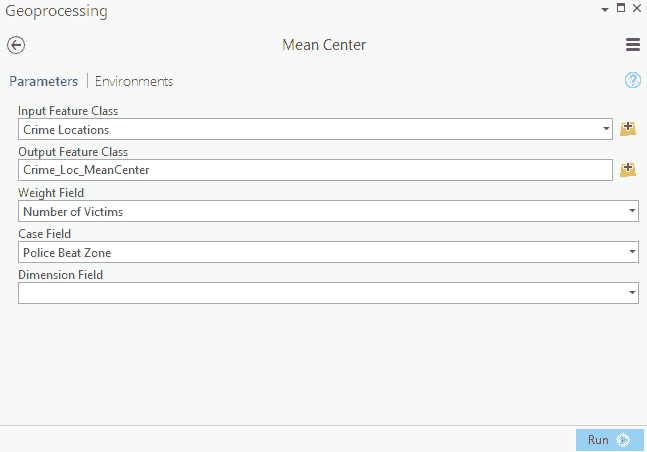 Geoprocessing
Mean Center
Parameters | Environments
?
Input Feature Class
Crime Locations
Output Feature Class
Crime_Loc_MeanCenter
Weight Field
Number of Victims
Case Field
Police Beat Zone
Dimension Field
Run